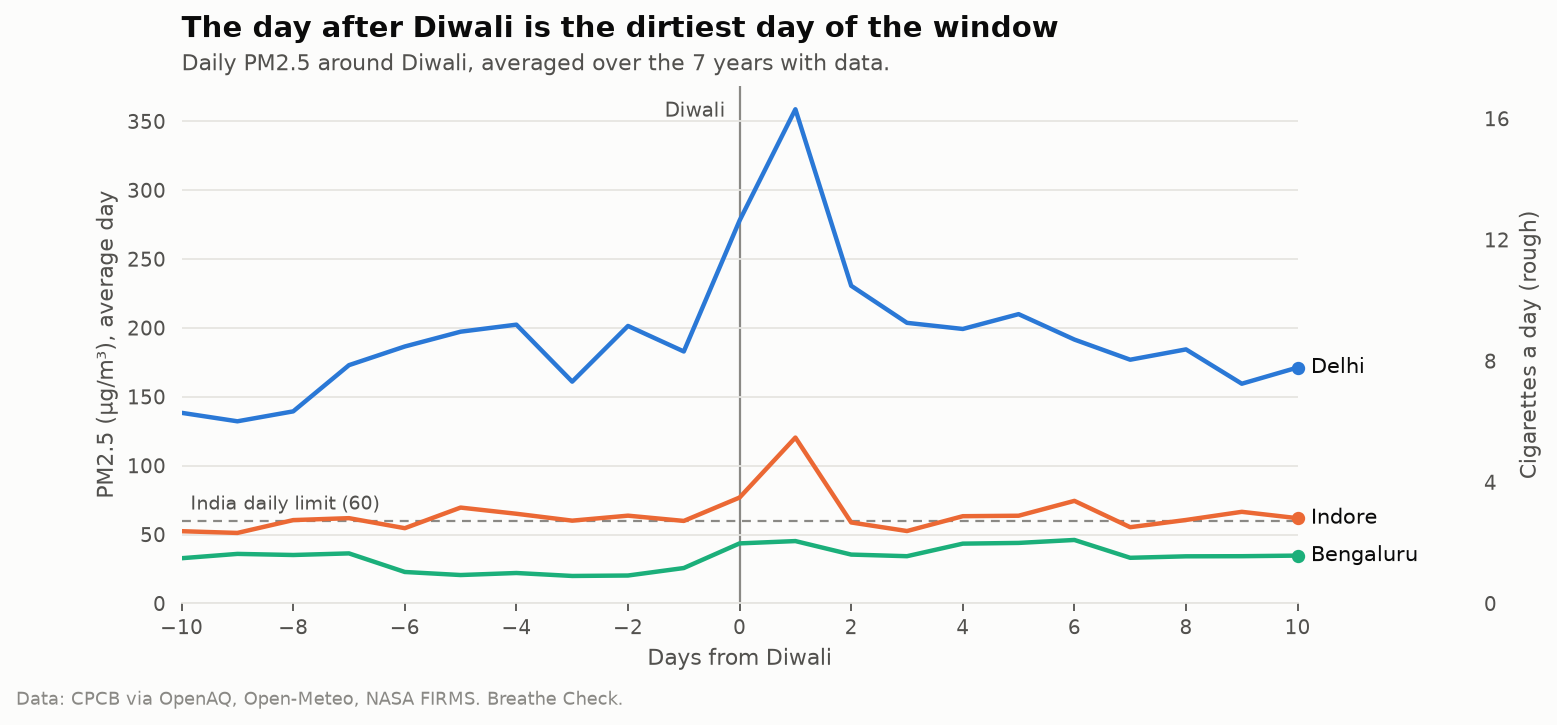 The day after Diwali is the dirtiest day of the window
Daily PM2.5 around Diwali, averaged over the 7 years with data.
Diwali
350
300
250
200
150
100
50
0
PM2.5 (µg/m³), average day
India daily limit (60)
16
12
8
4
0
Cigarettes a day (rough)
Delhi
Indore
Bengaluru
−10 −8 −6 −4 −2 0 2 4 6 8 10
Days from Diwali
Data: CPCB via OpenAQ, Open-Meteo, NASA FIRMS. Breathe Check.